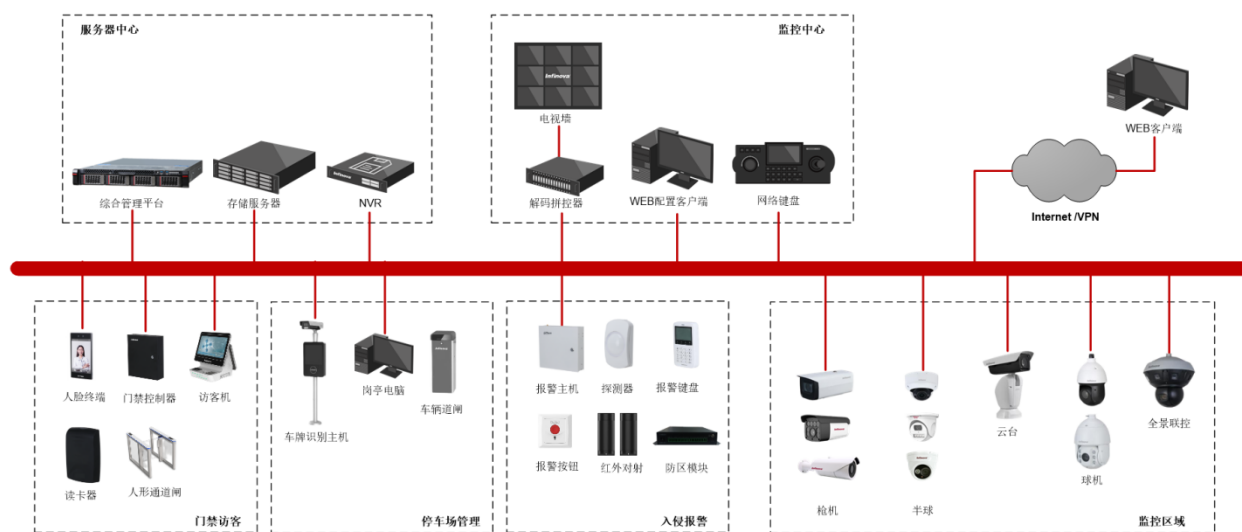 服务器中心
监控中心
Infinova
电视墙
WEB客户端
综合管理平台
存储服务器
Infinova
NVR
解码拼控器
WEB配置客户端
网络键盘
Internet /VPN
人脸终端
门禁控制器
访客机
读卡器
人形通道闸
门禁访客
车牌识别主机
岗亭电脑
车辆道闸
停车场管理
报警主机
探测器
报警键盘
报警按钮
红外对射
防区模块
入侵报警
枪机
半球
云台
球机
全景联控
监控区域